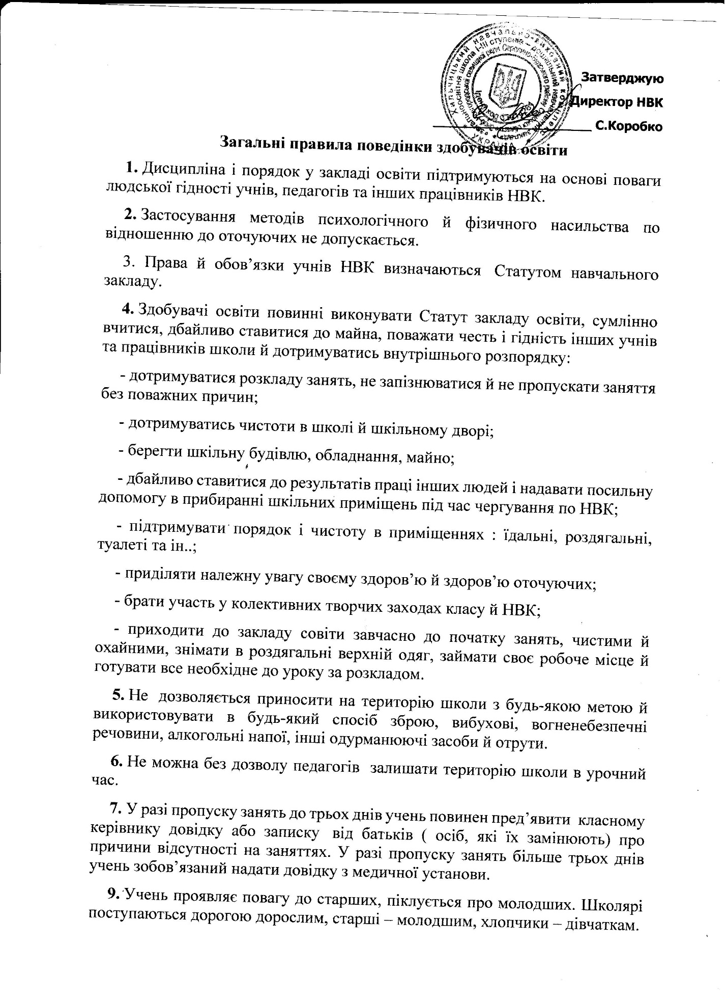 Хильчицький навчально-виховний комплекс
Затверджую
Директор НВК
С.Коробко
Загальні правила поведінки здобувачів освіти
1. Дисципліна і порядок у закладі освіти підтримуються на основі поваги
людської гідності учнів, педагогів та інших працівників НВК.
2. Застосування методів психологічного й фізичного насильства по
відношенню до оточуючих не допускається.
3. Права й обов’язки учнів НВК визначаються Статутом навчального
закладу.
4. Здобувачі освіти повинні виконувати Статут закладу освіти, сумлінно
вчитися, дбайливо ставитися до майна, поважати честь і гідність інших учнів
та працівників школи й дотримуватись внутрішнього розпорядку:
- дотримуватися розкладу занять, не запізнюватися й не пропускати заняття
без поважних причин;
- дотримуватись чистоти в школі й шкільному дворі;
- берегти шкільну будівлю, обладнання, майно;
- дбайливо ставитися до результатів праці інших людей і надавати посильну
допомогу в прибиранні шкільних приміщень під час чергування по НВК;
- підтримувати порядок і чистоту в приміщеннях : їдальні, роздягальні,
туалеті та ін..;
- приділяти належну увагу своєму здоров’ю й здоров’ю оточуючих;
- брати участь у колективних творчих заходах класу й НВК;
- приходити до закладу совіти завчасно до початку занять, чистими й
охайними, знімати в роздягальні верхній одяг, займати своє робоче місце й
готувати все необхідне до уроку за розкладом.
5. Не дозволяється приносити на територію школи з будь-якою метою й
використовувати в будь-який спосіб зброю, вибухові, вогненебезпечні
речовини, алкогольні напої, інші одурманюючі засоби й отрути.
6. Не можна без дозволу педагогів залишати територію школи в урочний
час.
7. У разі пропуску занять до трьох днів учень повинен пред’явити класному
керівнику довідку або записку від батьків ( осіб, які їх замінюють) про
причини відсутності на заняттях. У разі пропуску занять більше трьох днів
учень зобов’язаний надати довідку з медичної установи.
9. Учень проявляє повагу до старших, піклується про молодших. Школярі
поступаються дорогою дорослим, старші – молодшим, хлопчики – дівчаткам.